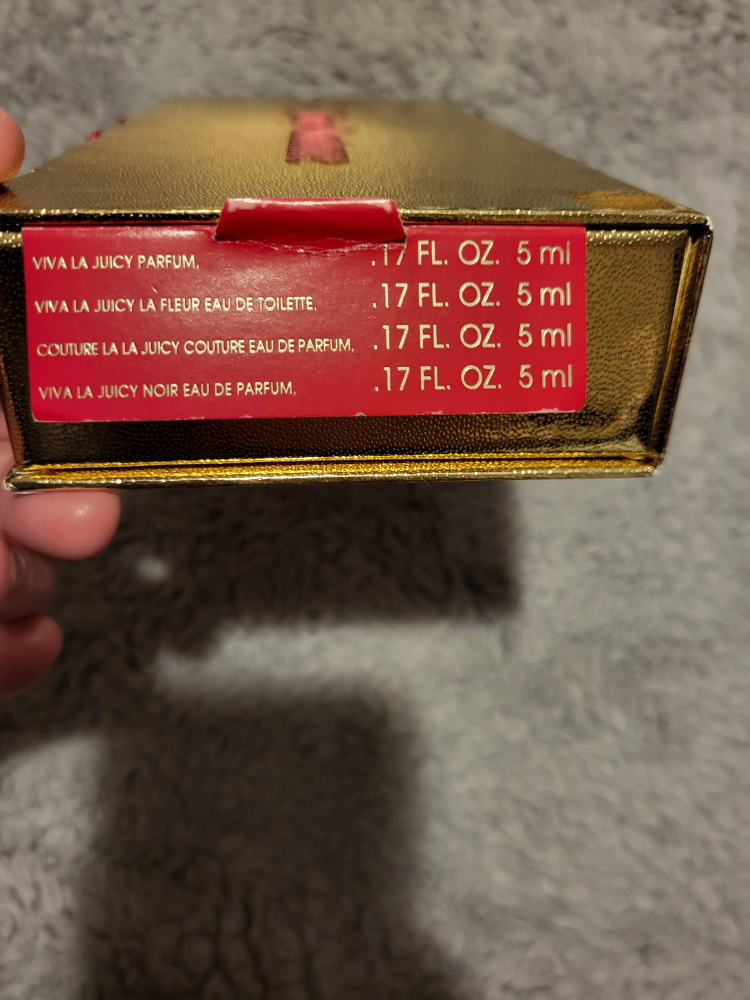 VIVA LA JUICY PARFUM, .17 FL. OZ. 5 ml
VIVA LA JUICY LA FLEUR EAU DE TOILETTE, .17 FL. OZ. 5 ml
COUTURE LA LA JUICY COUTURE EAU DE PARFUM, .17 FL. OZ. 5 ml
VIVA LA JUICY NOIR EAU DE PARFUM, .17 FL. OZ. 5 ml